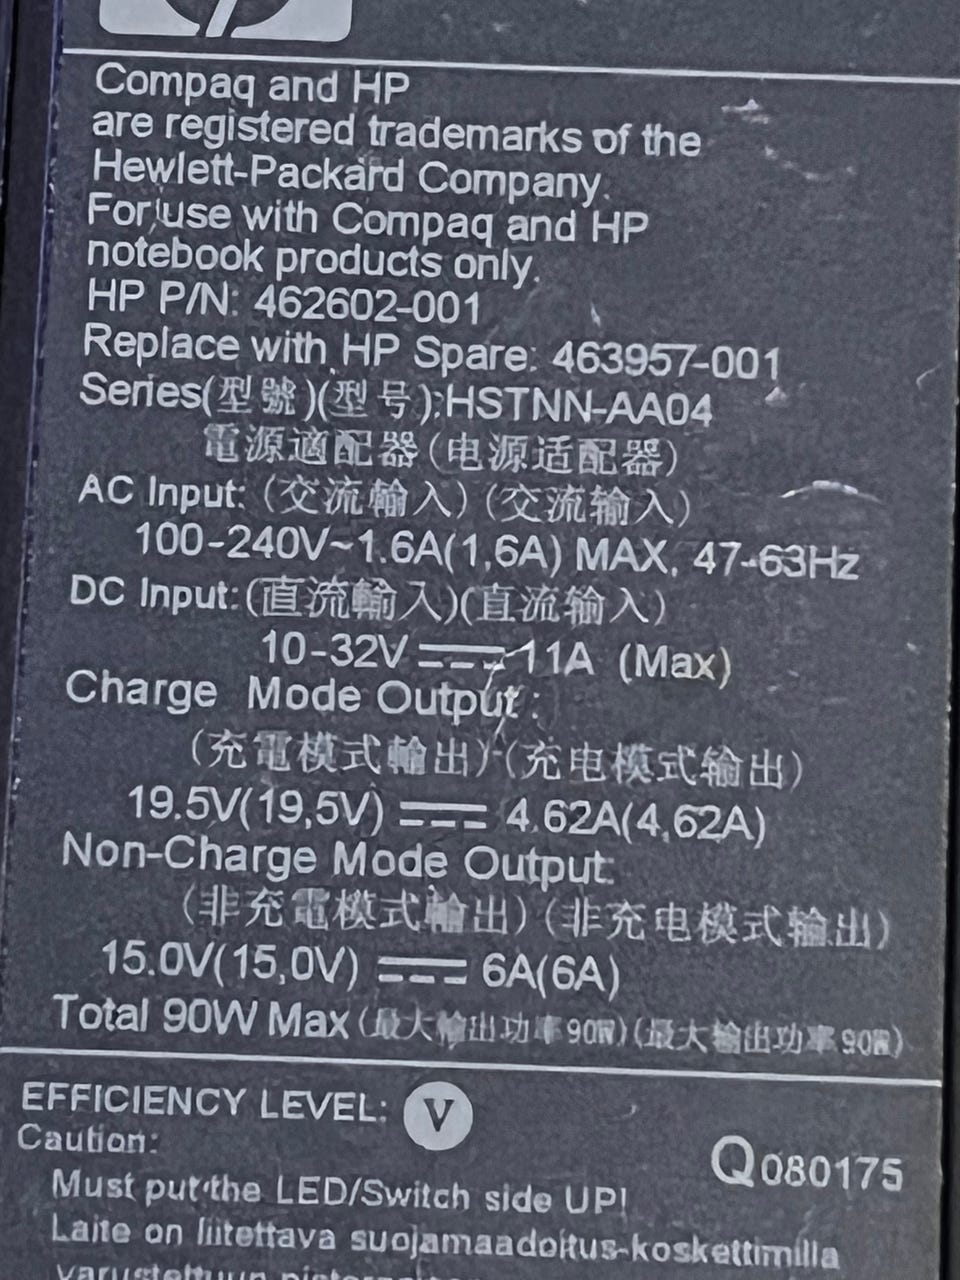 Compaq and HP
are registered trademarks of the
Hewlett-Packard Company.
For use with Compaq and HP
notebook products only.
HP P/N: 462602-001
Replace with HP Spare: 463957-001
Series(型號)(型号):HSTNN-AA04
電源適配器(电源适配器)
AC Input: (交流輸入) (交流输入)
100-240V~1.6A(1,6A) MAX, 47-63Hz
DC Input:(直流輸入)(直流输入)
10-32V ⎓ 11A (Max)
Charge Mode Output:
(充電模式輸出) (充电模式输出)
19.5V(19,5V) ⎓ 4.62A(4,62A)
Non-Charge Mode Output:
(非充電模式輸出) (非充电模式输出)
15.0V(15,0V) ⎓ 6A(6A)
Total 90W Max (最大輸出功率90W) (最大输出功率90W)
EFFICIENCY LEVEL: V
Caution:
Q080175
Must put the LED/Switch side UP!
Laite on liitettava suojamaadoitus-koskettimilla